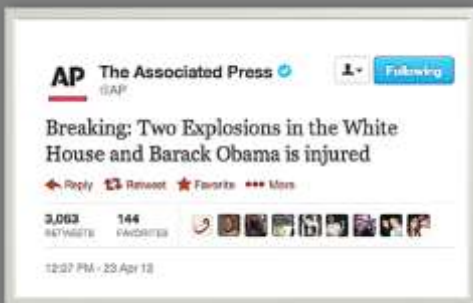 AP The Associated Press
@AP
Following
Breaking: Two Explosions in the White
House and Barack Obama is injured
Reply Retweet Favorite More
3,063 144
RETWEETS FAVORITES
12:07 PM - 23 Apr 13